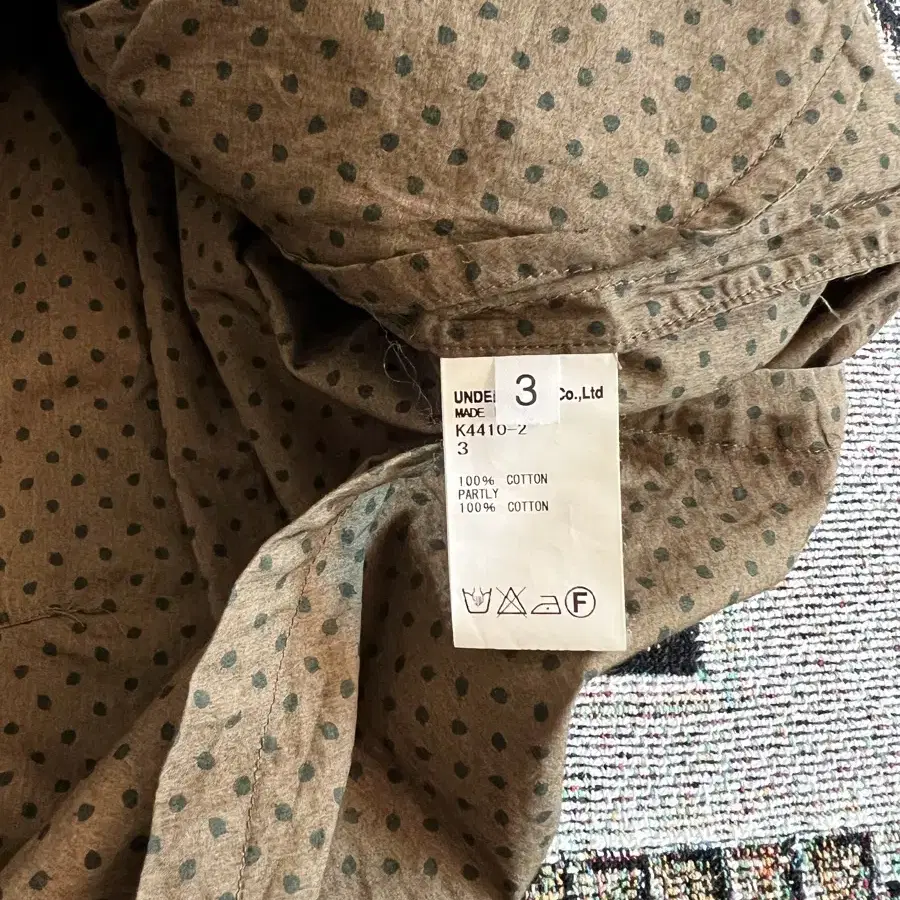 3
UNDE Co.,Ltd
MADE
K4410-2
3
100% COTTON
PARTLY
100% COTTON
F